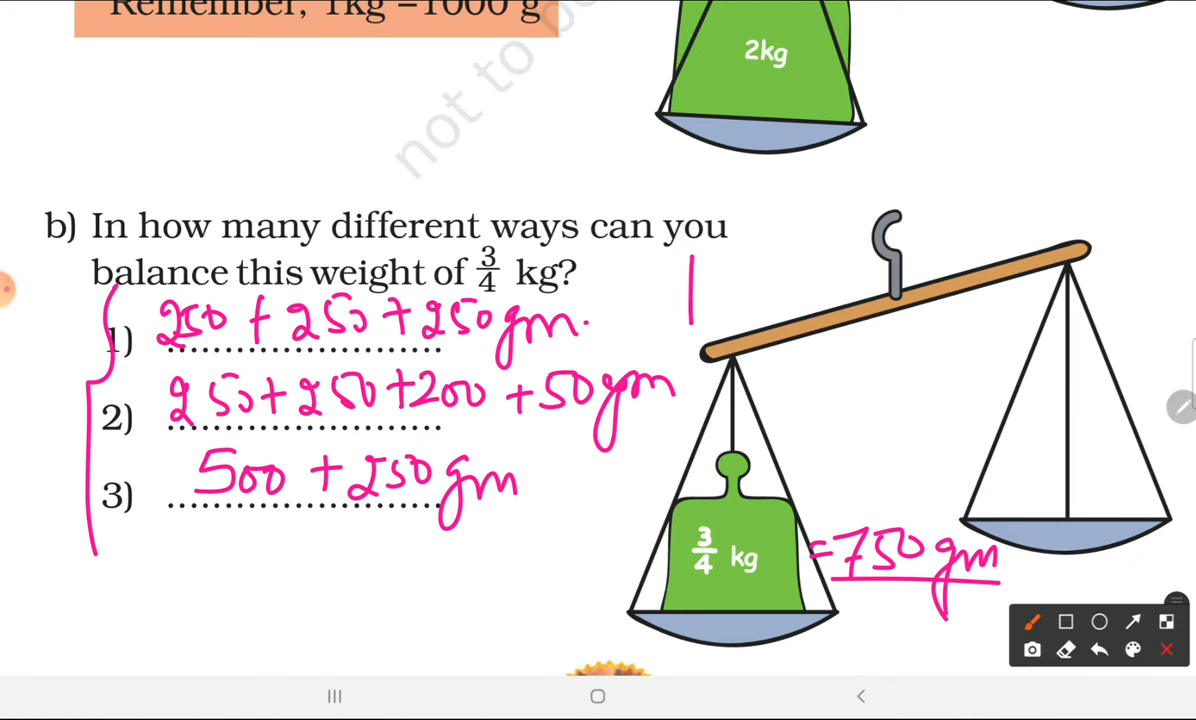 Remember, 1kg =1000 g
2kg
not to be
b) In how many different ways can you
balance this weight of 3/4 kg?
1) 250 + 250 + 250 gm.
2) 250 + 250 + 200 + 50 gm
3) 500 + 250 gm
3/4 kg = 750 gm